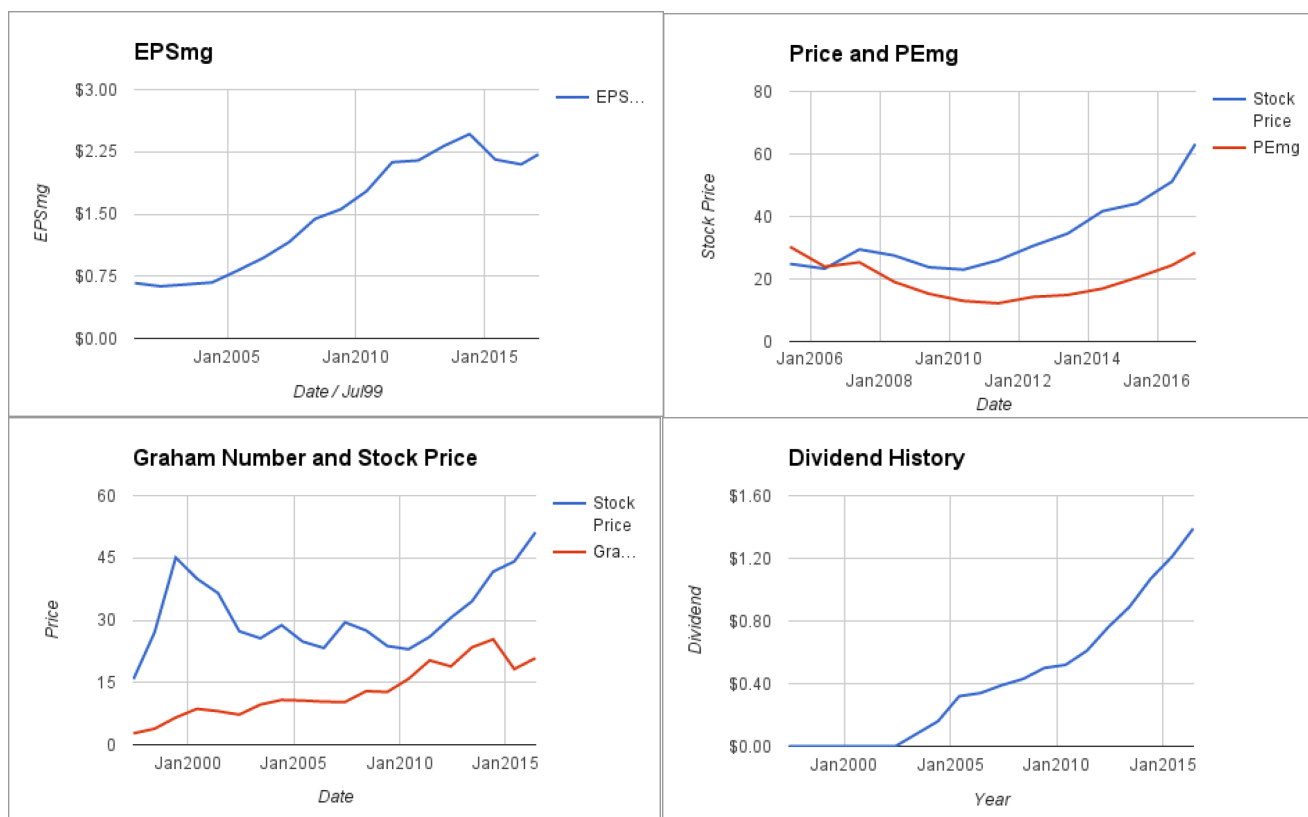 EPSmg
$3.00
$2.25
$1.50
$0.75
$0.00
EPSmg
Jan2005
Jan2010
Jan2015
Date / Jul99
EPS...
Price and PEmg
80
60
40
20
0
Stock Price
Jan2006
Jan2010
Jan2014
Jan2008
Jan2012
Jan2016
Date
Stock
Price
PEmg
Graham Number and Stock Price
60
45
30
15
0
Price
Jan2000
Jan2005
Jan2010
Jan2015
Date
Stock
Price
Gra...
Dividend History
$1.60
$1.20
$0.80
$0.40
$0.00
Dividend
Jan2000
Jan2005
Jan2010
Jan2015
Year